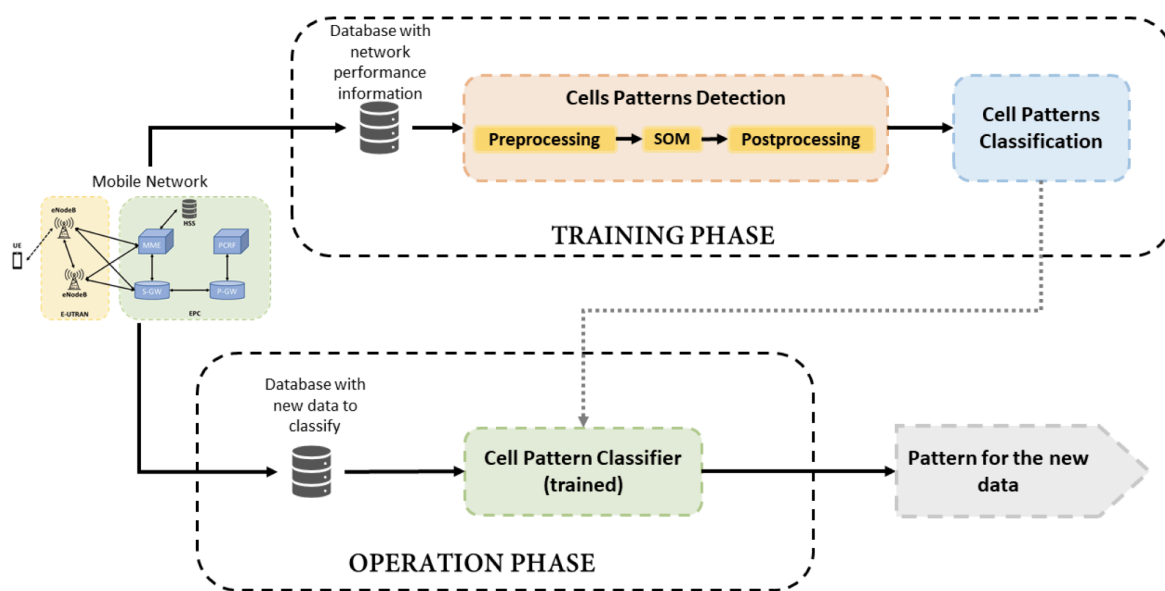 Database with
network
performance
information
Cells Patterns Detection
Preprocessing
SOM
Postprocessing
Cell Patterns
Classification
TRAINING PHASE
Mobile Network
eNodeB
HSS
MME
PCRF
UE
eNodeB
S-GW
P-GW
E-UTRAN
EPC
Database with
new data to
classify
Cell Pattern Classifier
(trained)
Pattern for the new
data
OPERATION PHASE